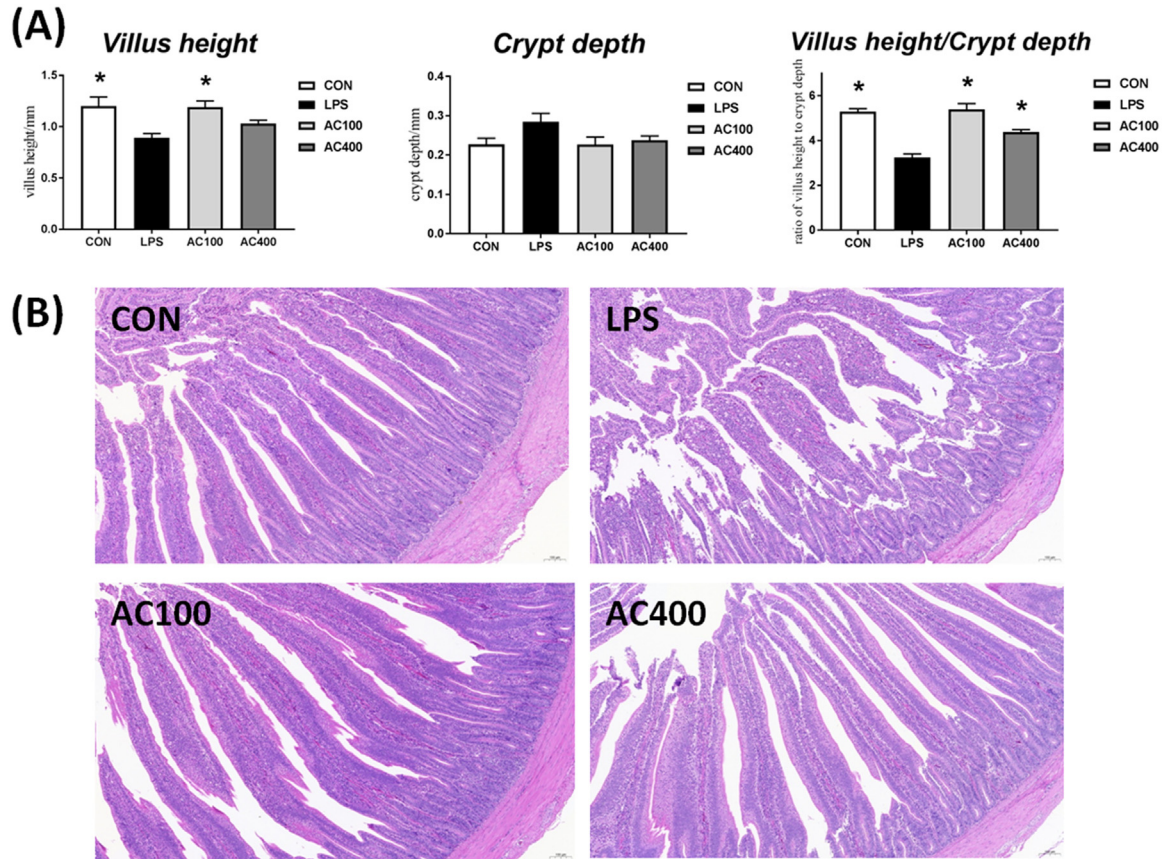 (A)
Villus height
villus height/mm
1.5
1.0
0.5
0.0
* *
CON LPS AC100 AC400
CON
LPS
AC100
AC400
Crypt depth
crypt depth/mm
0.4
0.3
0.2
0.1
0.0
CON LPS AC100 AC400
CON
LPS
AC100
AC400
Villus height/Crypt depth
ratio of villus height to crypt depth
6
4
2
0
* * *
CON LPS AC100 AC400
CON
LPS
AC100
AC400
(B)
CON
LPS
AC100
AC400